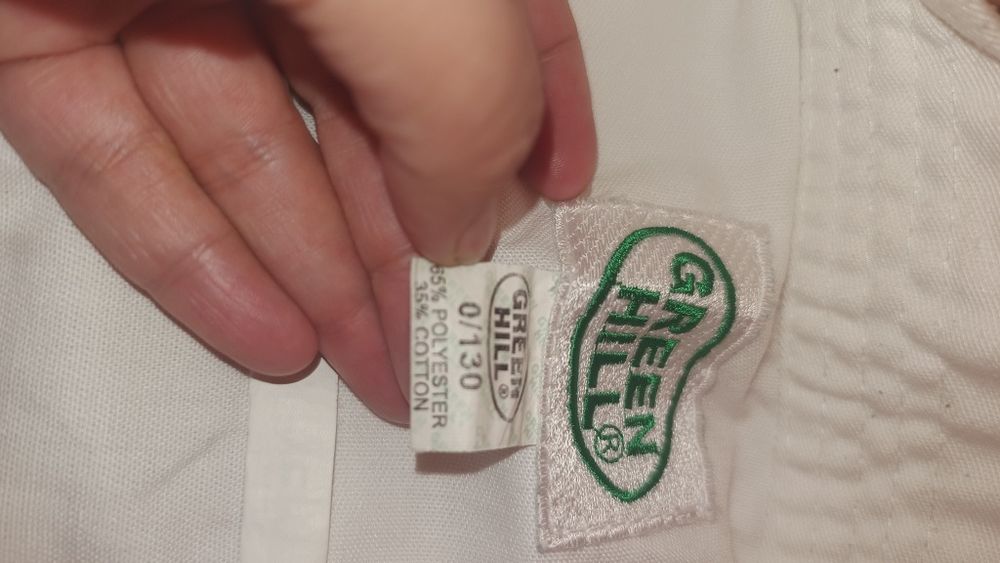 GREEN
HILL®
0/130
65% POLYESTER
35% COTTON
GREEN
HILL®